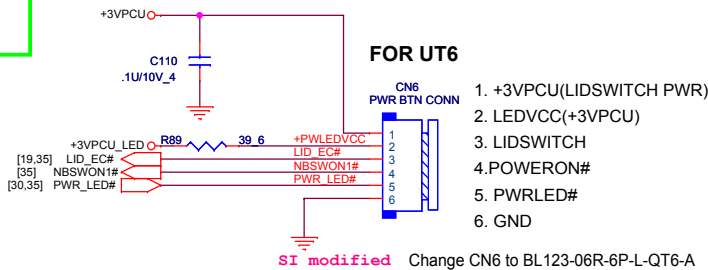 +3VPCU
C110
.1U/10V_4
FOR UT6
CN6
PWR BTN CONN
1
2
3
4
5
6
+3VPCU_LED R89 39_6 +PWLEDVCC
[19,35] LID_EC# LID_EC#
[35] NBSWON1# NBSWON1#
[30,35] PWR_LED# PWR_LED#
1. +3VPCU(LIDSWITCH PWR)
2. LEDVCC(+3VPCU)
3. LIDSWITCH
4.POWERON#
5. PWRLED#
6. GND
SI modified Change CN6 to BL123-06R-6P-L-QT6-A